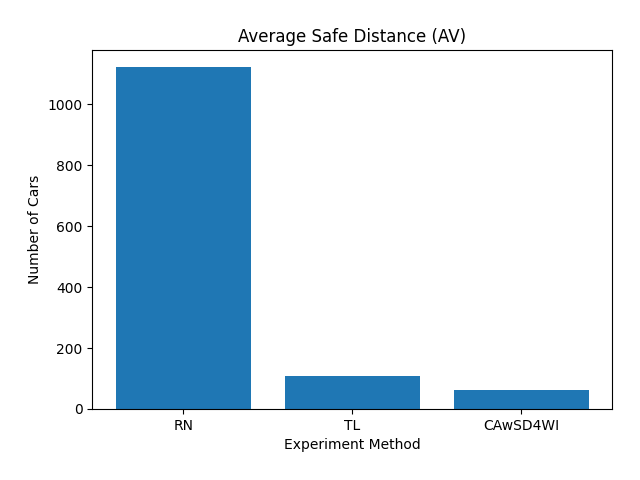 Average Safe Distance (AV)
Number of Cars
1000
800
600
400
200
0
RN TL CAwSD4WI
Experiment Method